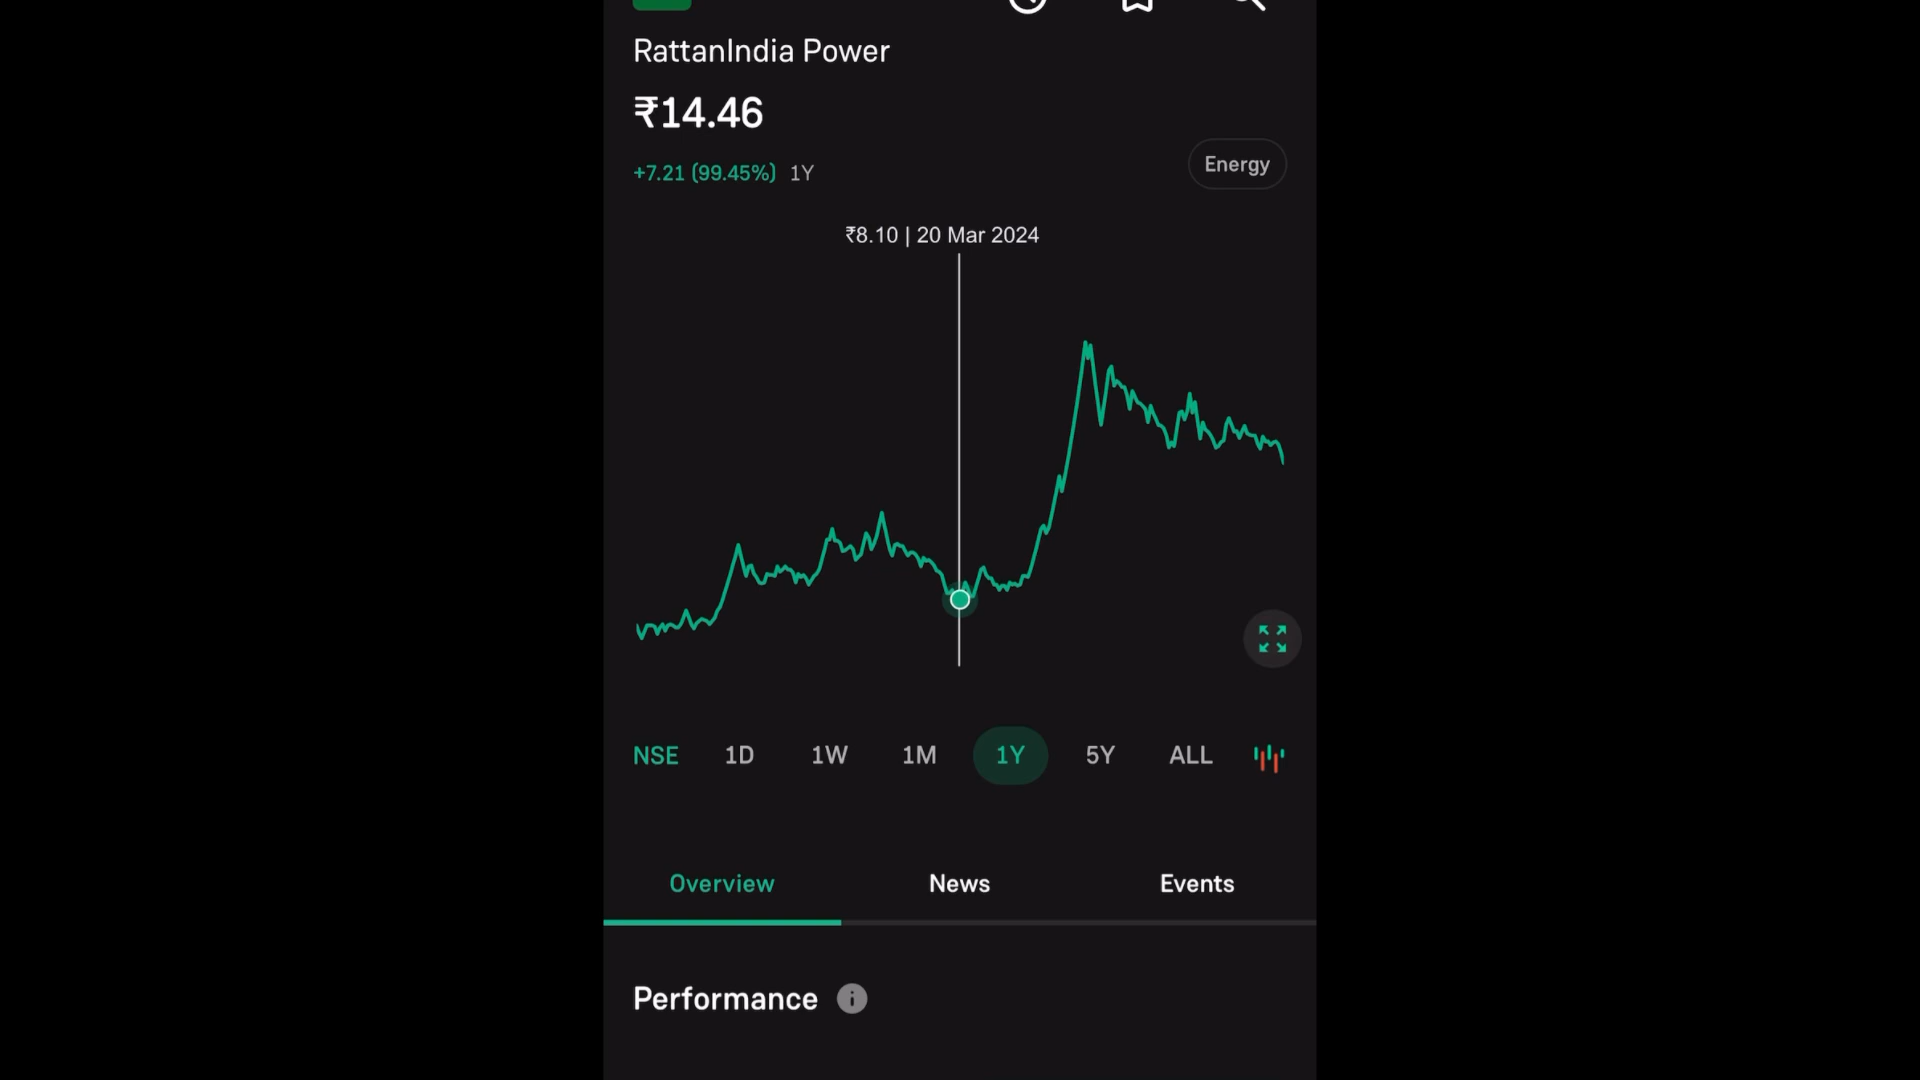 RattanIndia Power
₹14.46
+7.21 (99.45%) 1Y
Energy
₹8.10 | 20 Mar 2024
NSE 1D 1W 1M 1Y 5Y ALL
Overview News Events
Performance i